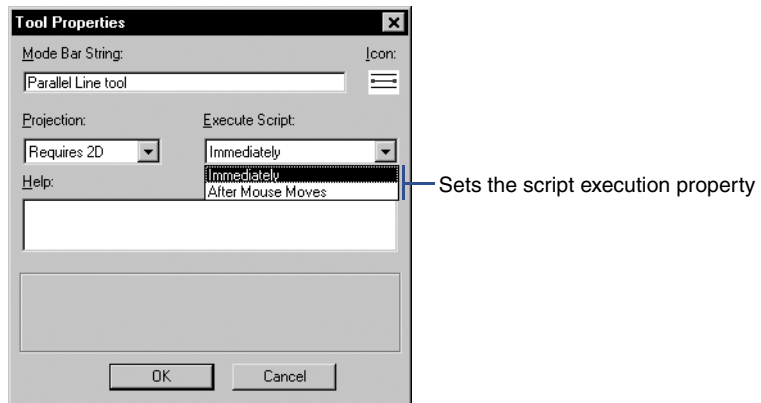 Tool Properties
Mode Bar String:
Icon:
Parallel Line tool
Projection:
Execute Script:
Requires 2D
Immediately
Immediately
After Mouse Moves
Help:
Sets the script execution property
OK
Cancel